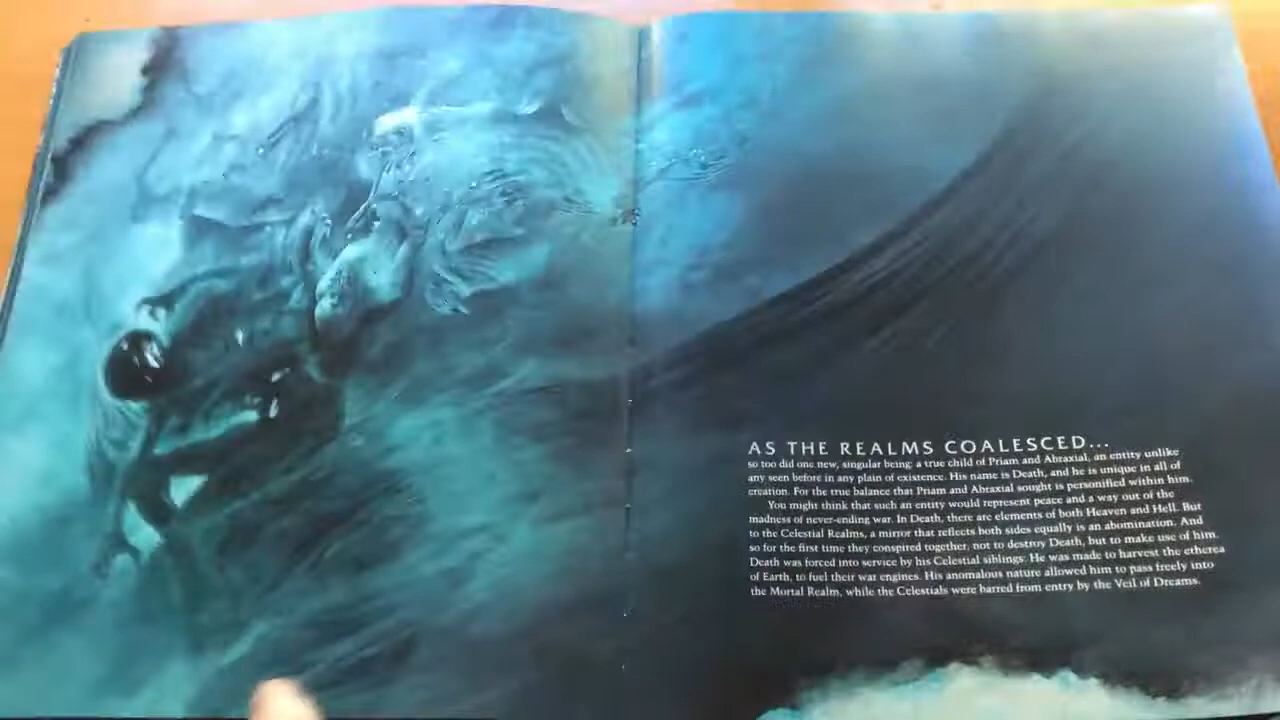 AS THE REALMS COALESCED...
so too did one new, singular being: a true child of Priam and Abraxial, an entity unlike
any seen before in any plain of existence. His name is Death, and he is unique in all of
creation. For the true balance that Priam and Abraxial sought is personified within him.
You might think that such an entity would represent peace and a way out of the
madness of never-ending war. In Death, there are elements of both Heaven and Hell. But
to the Celestial Realms, a mirror that reflects both sides equally is an abomination. And
so for the first time they conspired together, not to destroy Death, but to make use of him.
Death was forced into service by his Celestial siblings. He was made to harvest the etherea
of Earth, to fuel their war engines. His anomalous nature allowed him to pass freely into
the Mortal Realm, while the Celestials were barred from entry by the Veil of Dreams.